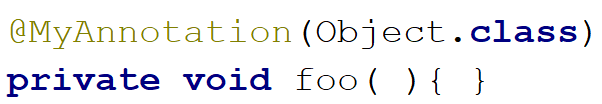 @MyAnnotation(Object.class)
private void foo( ){ }